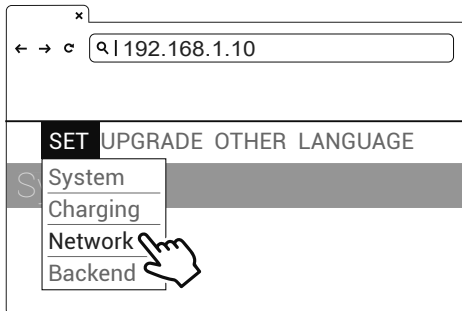 192.168.1.10
SET UPGRADE OTHER LANGUAGE
System
Charging
Network
Backend